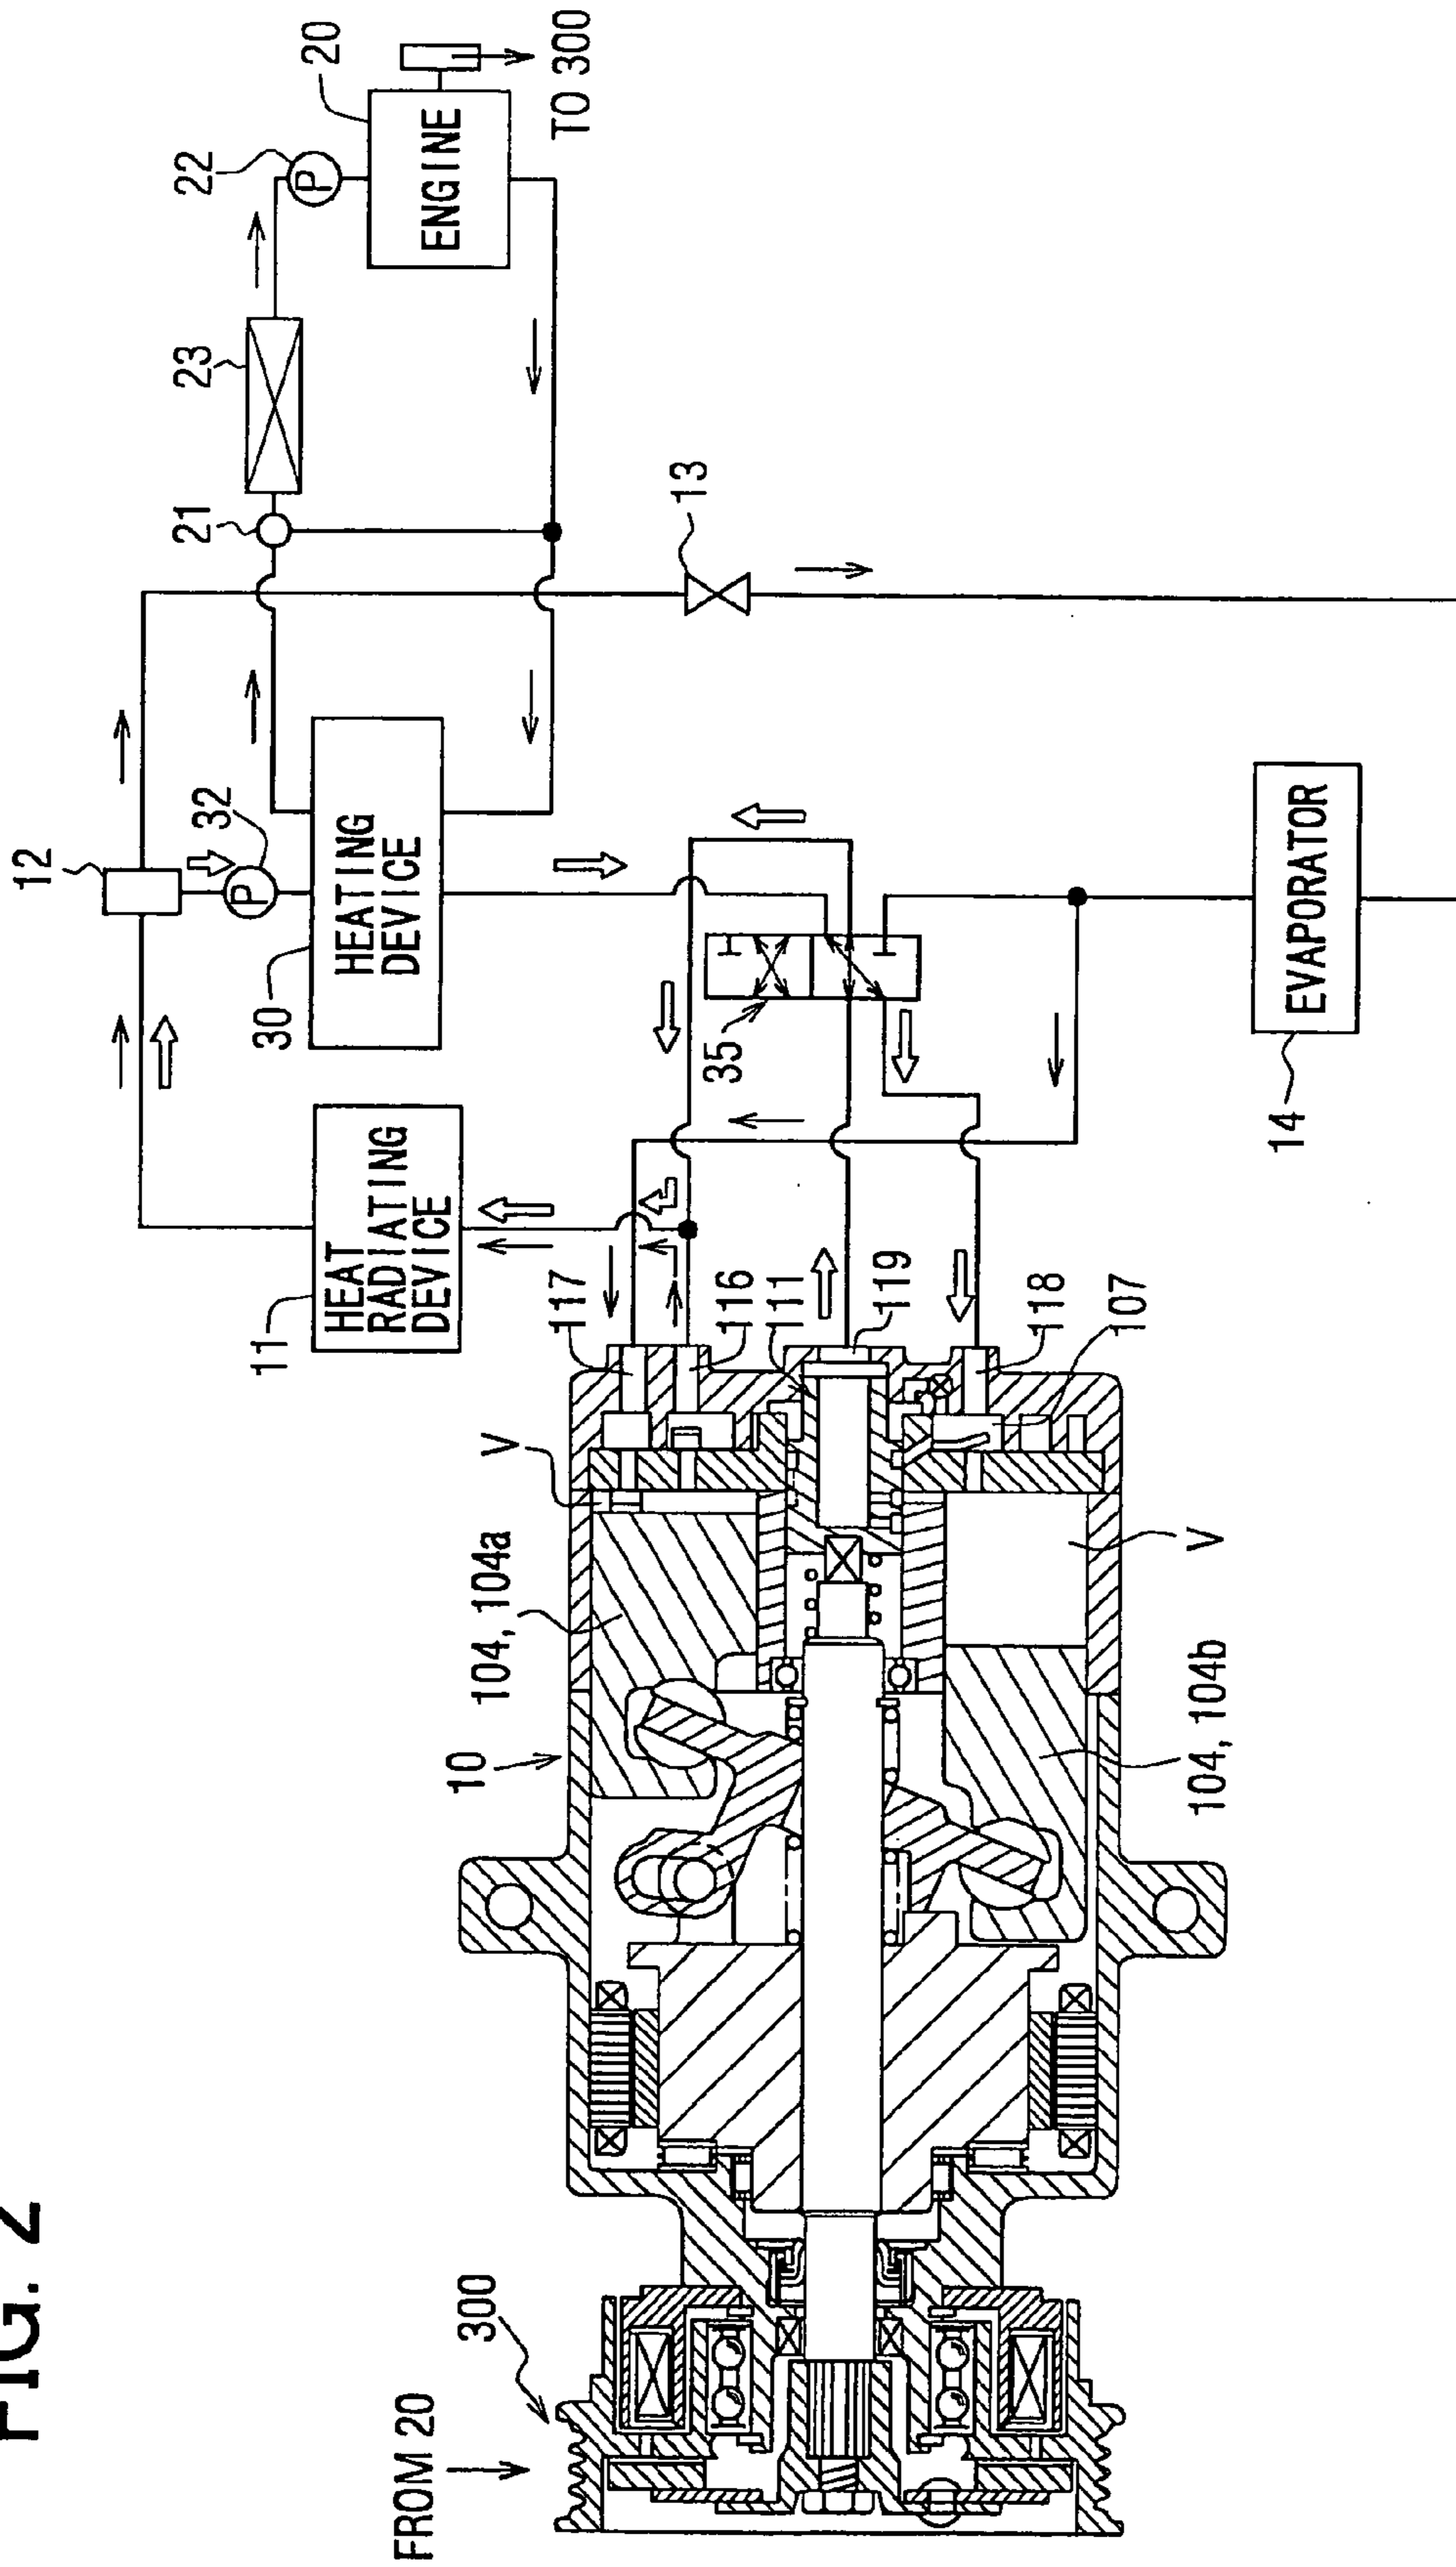 FIG. 2
FROM 20
300
10
104, 104a
V
11
HEAT
RADIATING
DEVICE
117
116
111
119
118
107
V
104, 104b
12
32
30
HEATING
DEVICE
35
14
EVAPORATOR
13
21
23
22
20
ENGINE
TO 300
P
P